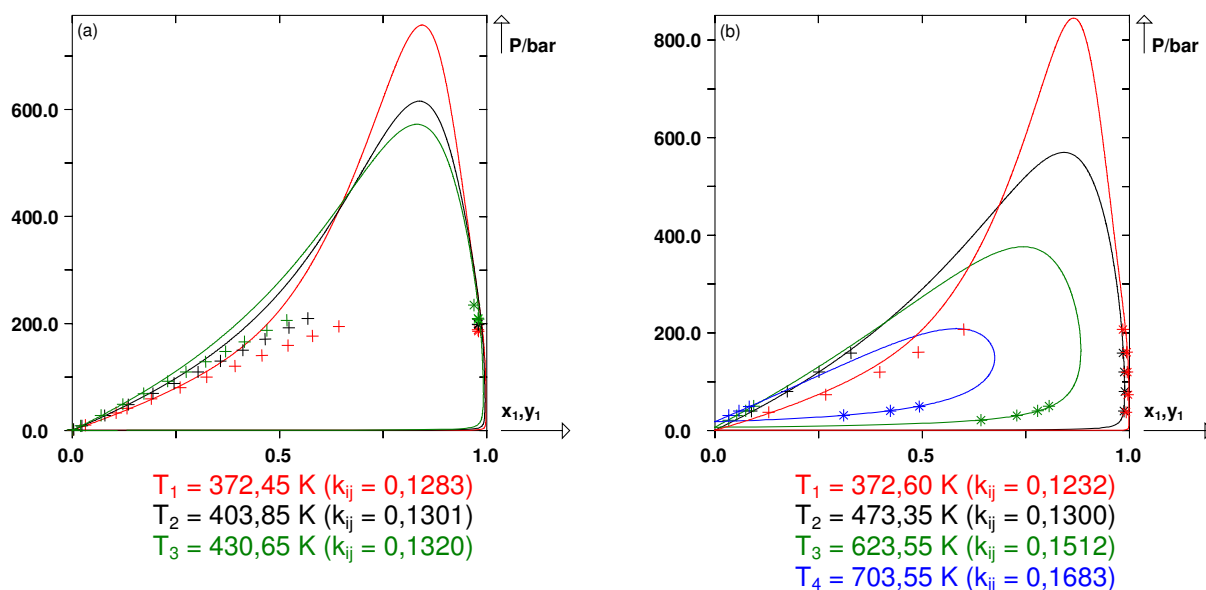 (a)
P/bar
600.0
400.0
200.0
0.0
x₁,y₁
0.0 0.5 1.0
T₁ = 372,45 K (kᵢⱼ = 0,1283)
T₂ = 403,85 K (kᵢⱼ = 0,1301)
T₃ = 430,65 K (kᵢⱼ = 0,1320)
(b)
P/bar
800.0
600.0
400.0
200.0
0.0
x₁,y₁
0.0 0.5 1.0
T₁ = 372,60 K (kᵢⱼ = 0,1232)
T₂ = 473,35 K (kᵢⱼ = 0,1300)
T₃ = 623,55 K (kᵢⱼ = 0,1512)
T₄ = 703,55 K (kᵢⱼ = 0,1683)